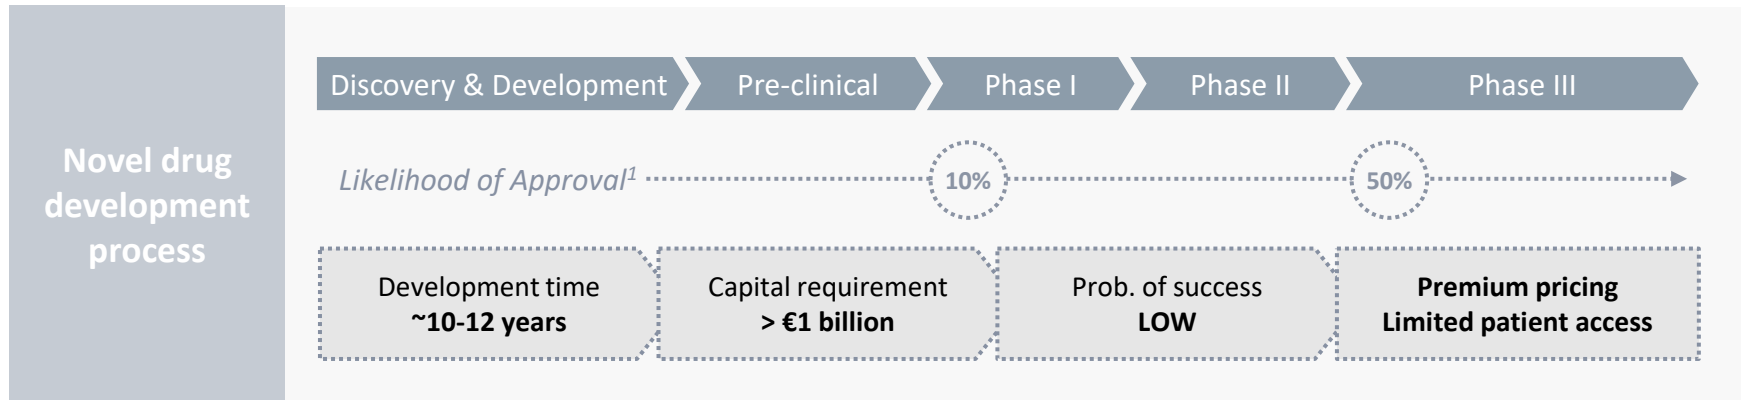 Novel drug
development
process
Discovery & Development
Pre-clinical
Phase I
Phase II
Phase III
Likelihood of Approval¹
10%
50%
Development time
~10-12 years
Capital requirement
> €1 billion
Prob. of success
LOW
Premium pricing
Limited patient access